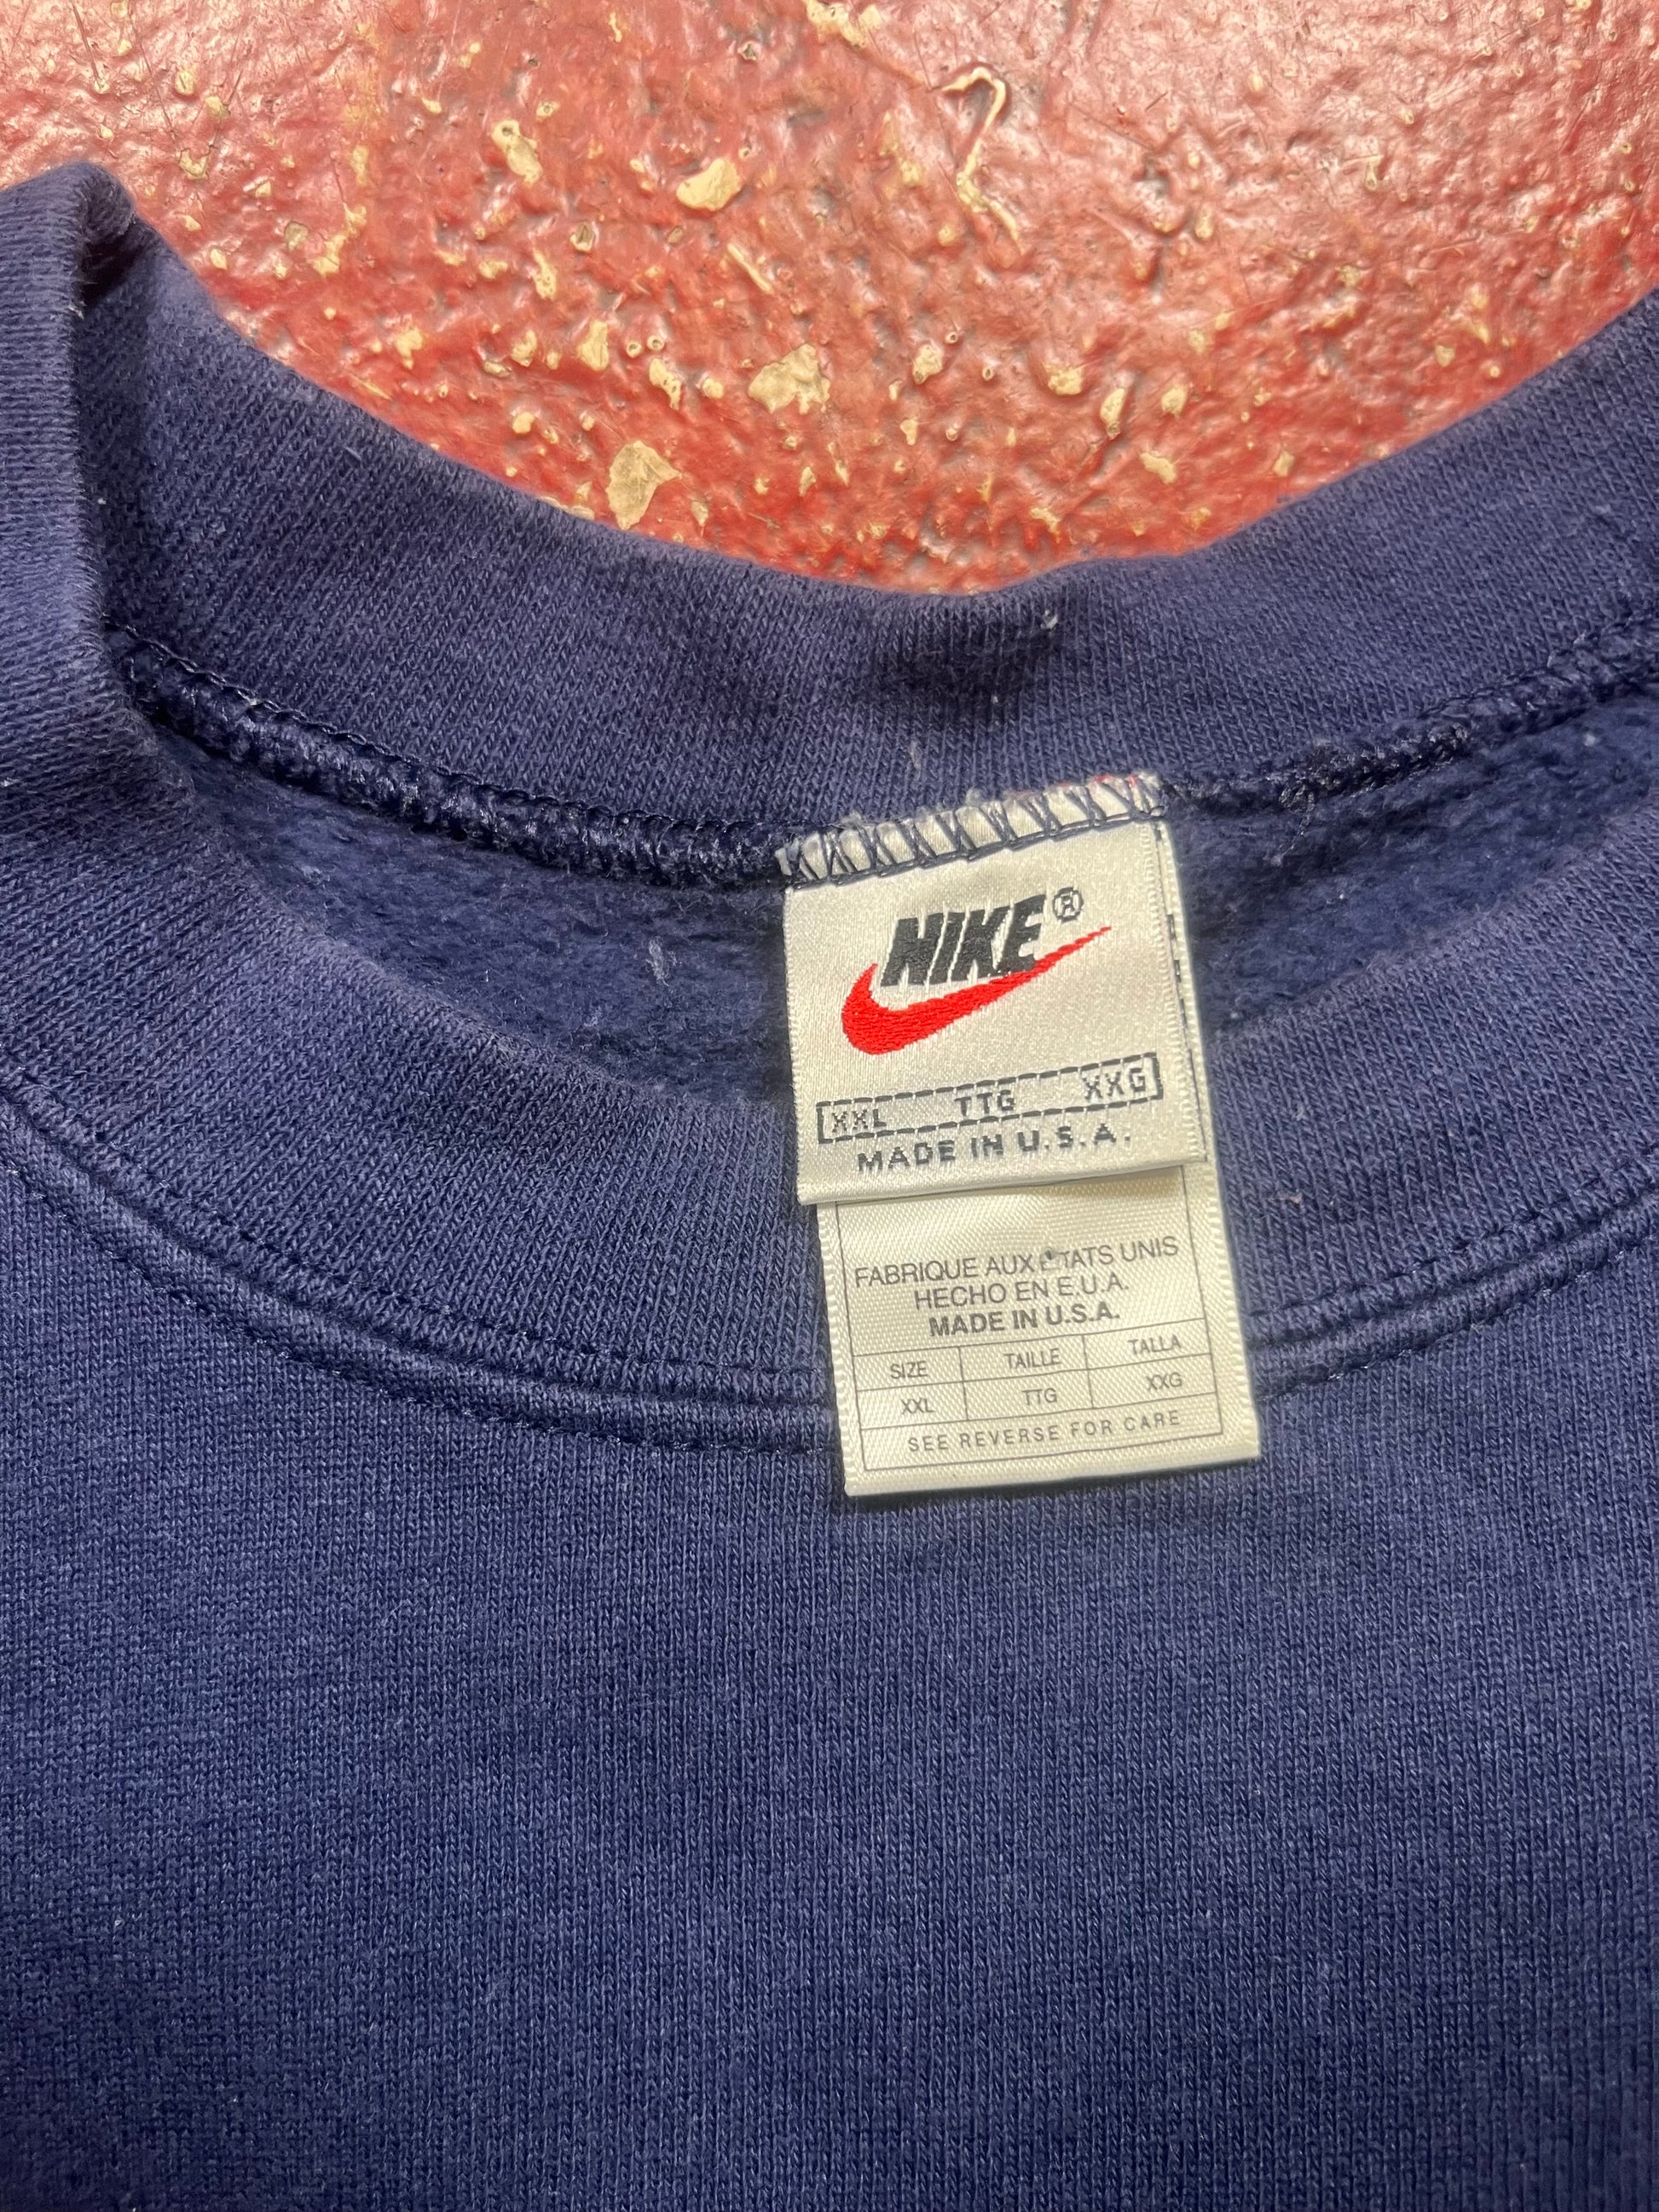 NIKE®
XXL TTG XXG
MADE IN U.S.A.
FABRIQUE AUX ÉTATS UNIS
HECHO EN E.U.A.
MADE IN U.S.A.
SIZE TAILLE TALLA
XXL TTG XXG
SEE REVERSE FOR CARE